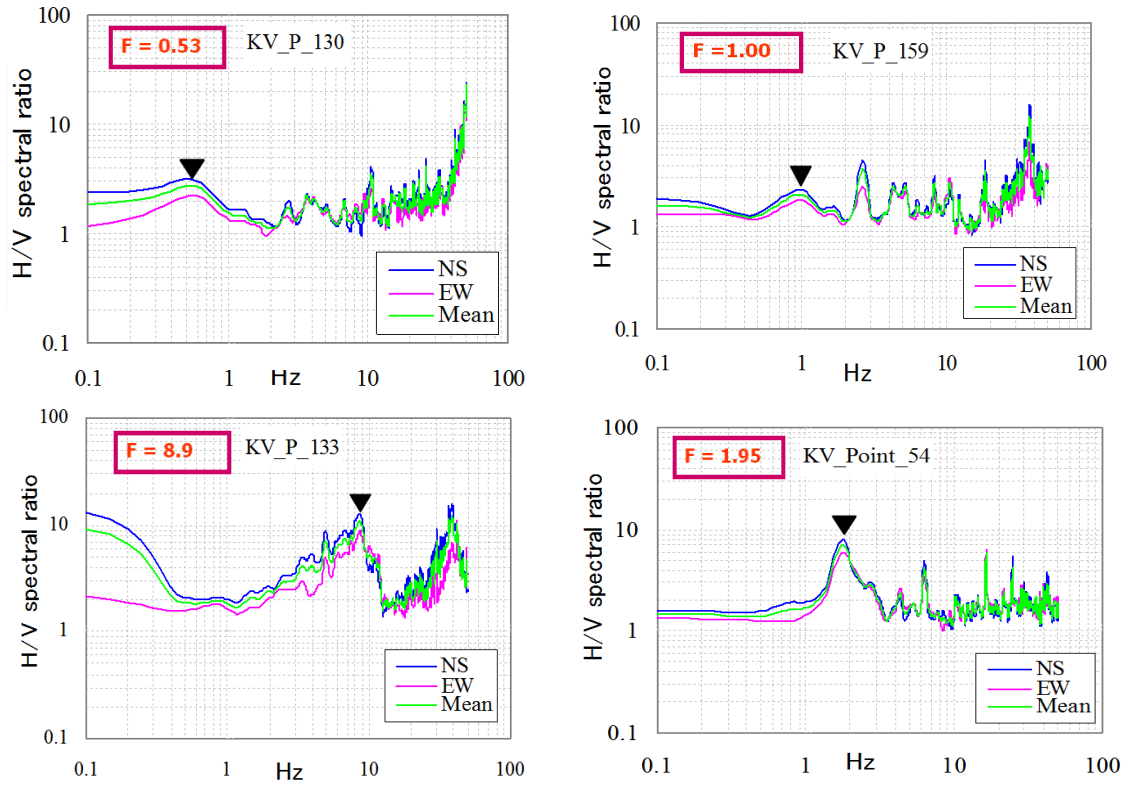 100
F = 0.53
KV_P_130
10
1
0.1
H/V spectral ratio
NS
EW
Mean
0.1
1
Hz
10
100
100
F =1.00
KV_P_159
10
1
0.1
H/V spectral ratio
NS
EW
Mean
0.1
1
Hz
10
100
100
F = 8.9
KV_P_133
10
1
0.1
H/V spectral ratio
NS
EW
Mean
0.1
1
Hz
10
100
100
F = 1.95
KV_Point_54
10
1
0.1
H/V spectral ratio
NS
EW
Mean
0.1
1
Hz
10
100